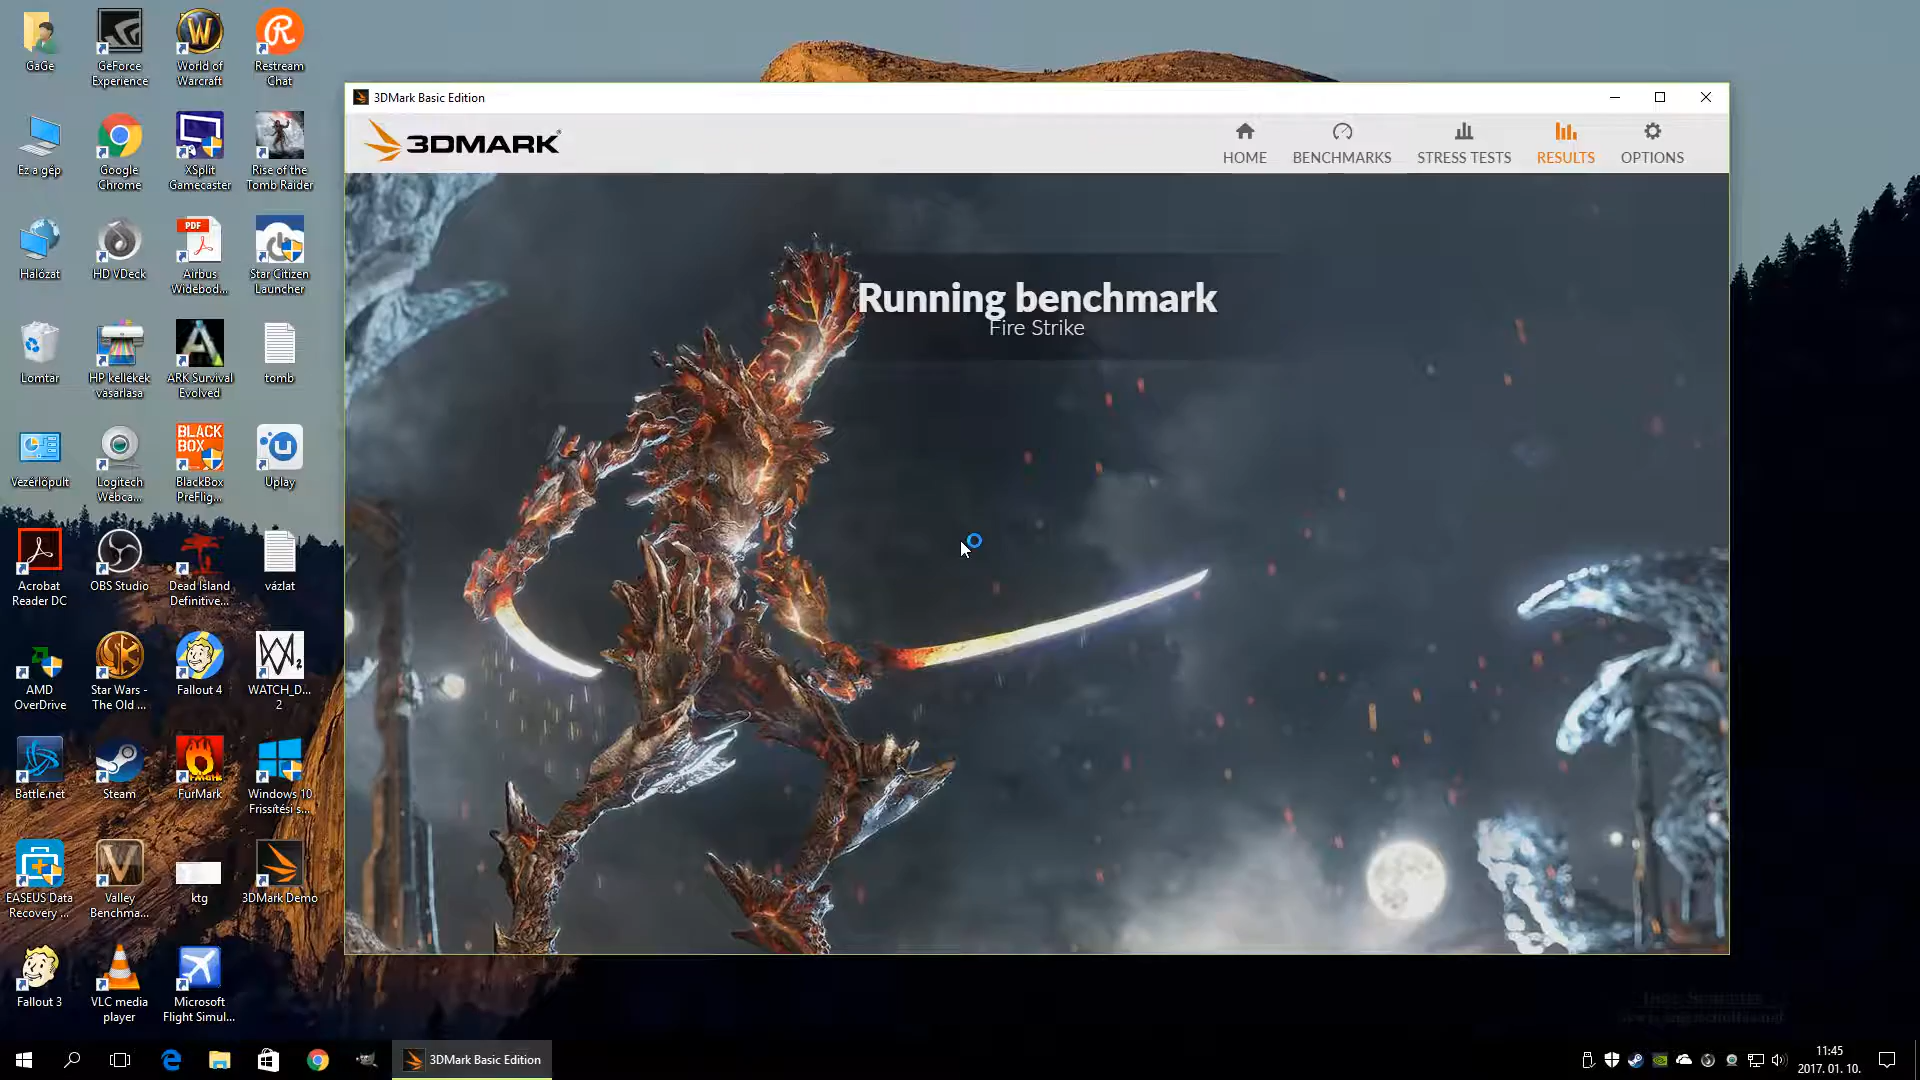 GaGe
GeForce
Experience
World of
Warcraft
Restream
Chat
Ez a gép
Google
Chrome
XSplit
Gamecaster
Rise of the
Tomb Raider
Hálózat
HD VDeck
PDF
Airbus
Widebod...
Star Citizen
Launcher
Lomtár
HP kellékek
vásárlása
ARK Survival
Evolved
tomb
Vezérlőpult
Logitech
Webca...
BLACK
BOX
BlackBox
PreFlig...
Uplay
Acrobat
Reader DC
OBS Studio
Dead Island
Definitive...
vázlat
AMD
OverDrive
Star Wars -
The Old ...
Fallout 4
WATCH_D...
2
Battle.net
Steam
FurMark
Windows 10
Frissítési s...
EASEUS Data
Recovery ...
Valley
Benchma...
ktg
3DMark Demo
Fallout 3
VLC media
player
Microsoft
Flight Simul...
3DMark Basic Edition
3DMARK®
HOME
BENCHMARKS
STRESS TESTS
RESULTS
OPTIONS
Running benchmark
Fire Strike
3DMark Basic Edition
11:45
2017. 01. 10.